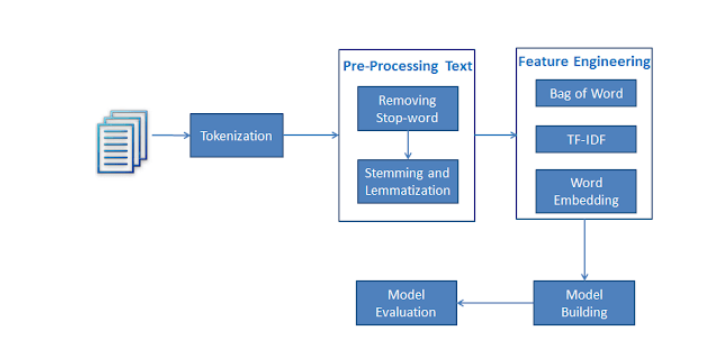 Tokenization
Pre-Processing Text
Removing
Stop-word
Stemming and
Lemmatization
Feature Engineering
Bag of Word
TF-IDF
Word
Embedding
Model
Building
Model
Evaluation